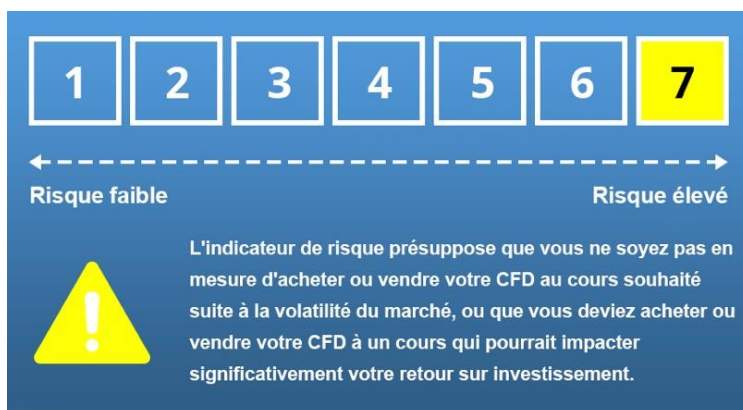 1 2 3 4 5 6 7
Risque faible Risque élevé
L'indicateur de risque présuppose que vous ne soyez pas en
mesure d'acheter ou vendre votre CFD au cours souhaité
suite à la volatilité du marché, ou que vous deviez acheter ou
vendre votre CFD à un cours qui pourrait impacter
significativement votre retour sur investissement.